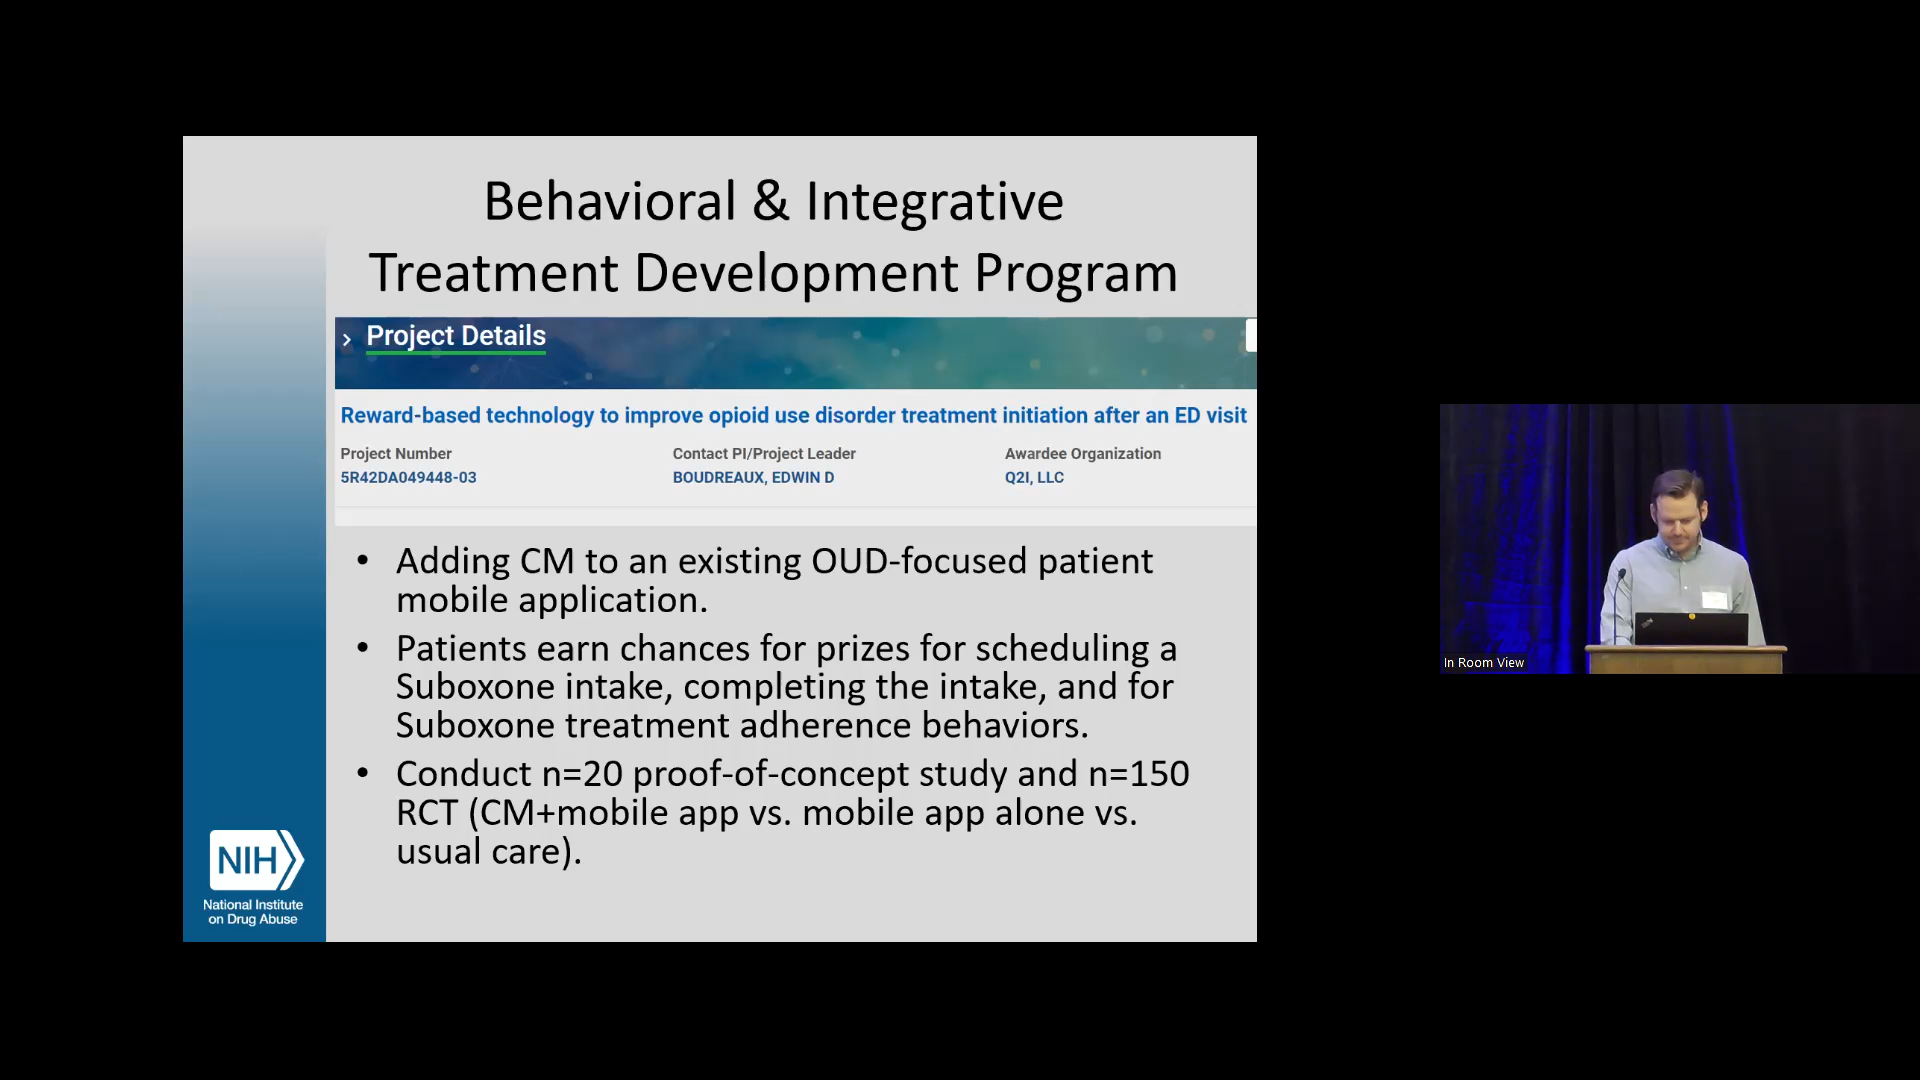 Behavioral & Integrative
Treatment Development Program
Project Details
Reward-based technology to improve opioid use disorder treatment initiation after an ED visit
Project Number
Contact PI/Project Leader
Awardee Organization
5R42DA049448-03
BOUDREAUX, EDWIN D
Q2I, LLC
• Adding CM to an existing OUD-focused patient
mobile application.
• Patients earn chances for prizes for scheduling a
Suboxone intake, completing the intake, and for
Suboxone treatment adherence behaviors.
• Conduct n=20 proof-of-concept study and n=150
RCT (CM+mobile app vs. mobile app alone vs.
usual care).
NIH
National Institute
on Drug Abuse
In Room View